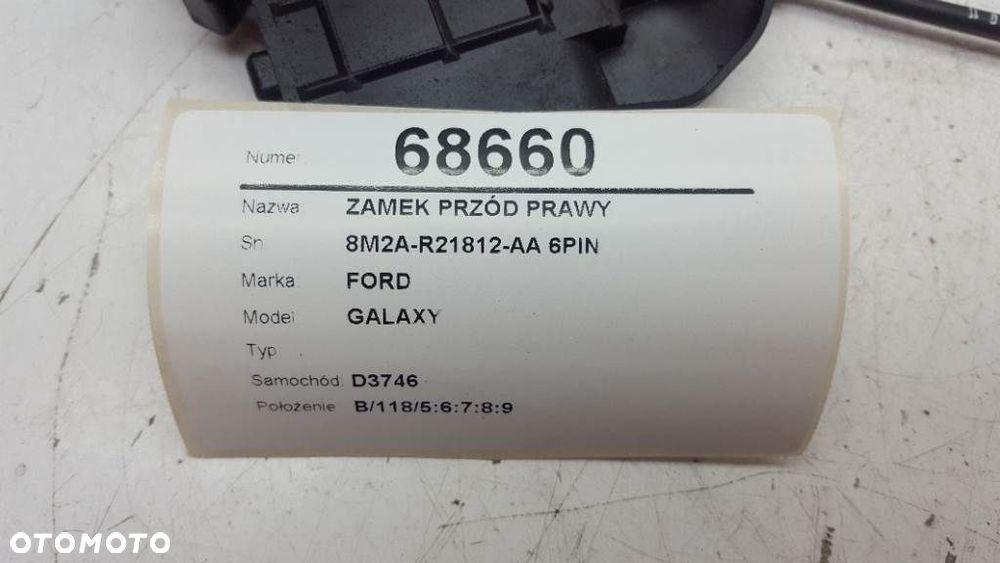 Numer 68660
Nazwa ZAMEK PRZÓD PRAWY
Sn 8M2A-R21812-AA 6PIN
Marka FORD
Model GALAXY
Typ
Samochód D3746
Położenie B/118/5:6:7:8:9
OTOMOTO